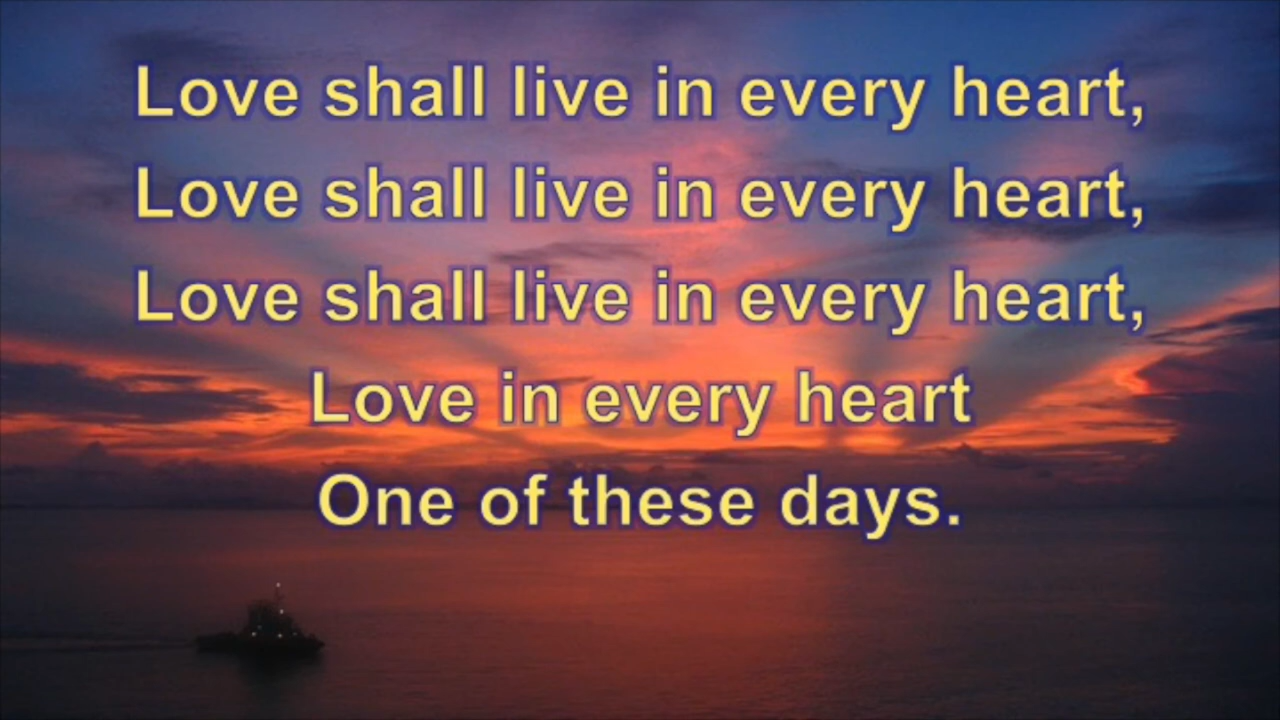 Love shall live in every heart,
Love shall live in every heart,
Love shall live in every heart,
Love in every heart
One of these days.